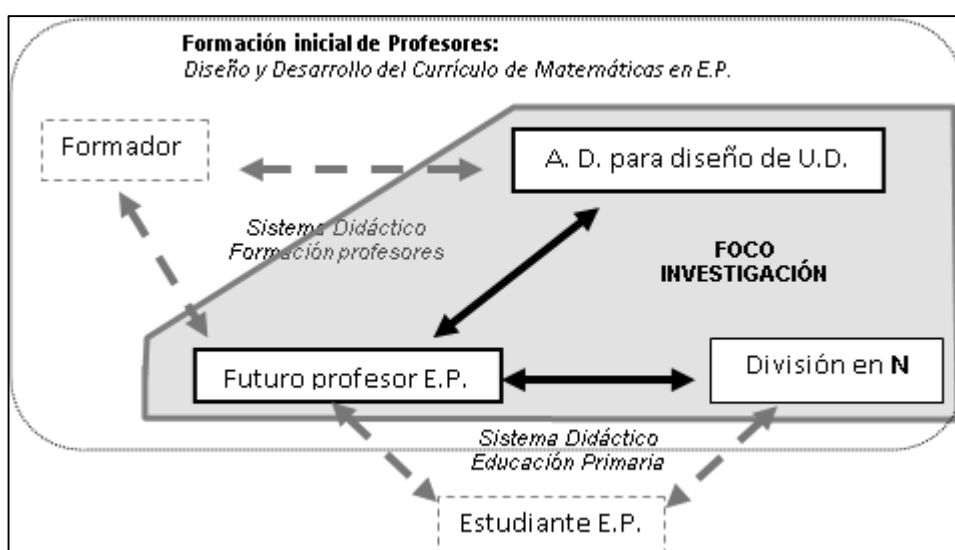 Formación inicial de Profesores:
Diseño y Desarrollo del Currículo de Matemáticas en E.P.
Formador
A. D. para diseño de U.D.
Sistema Didáctico
Formación profesores
FOCO
INVESTIGACIÓN
Futuro profesor E.P.
División en N
Sistema Didáctico
Educación Primaria
Estudiante E.P.